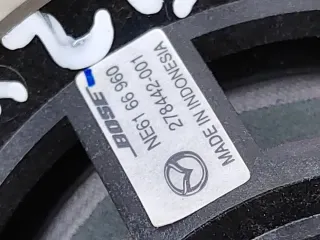 BOSE
NE61 66 960
278442-001
MADE IN INDONESIA